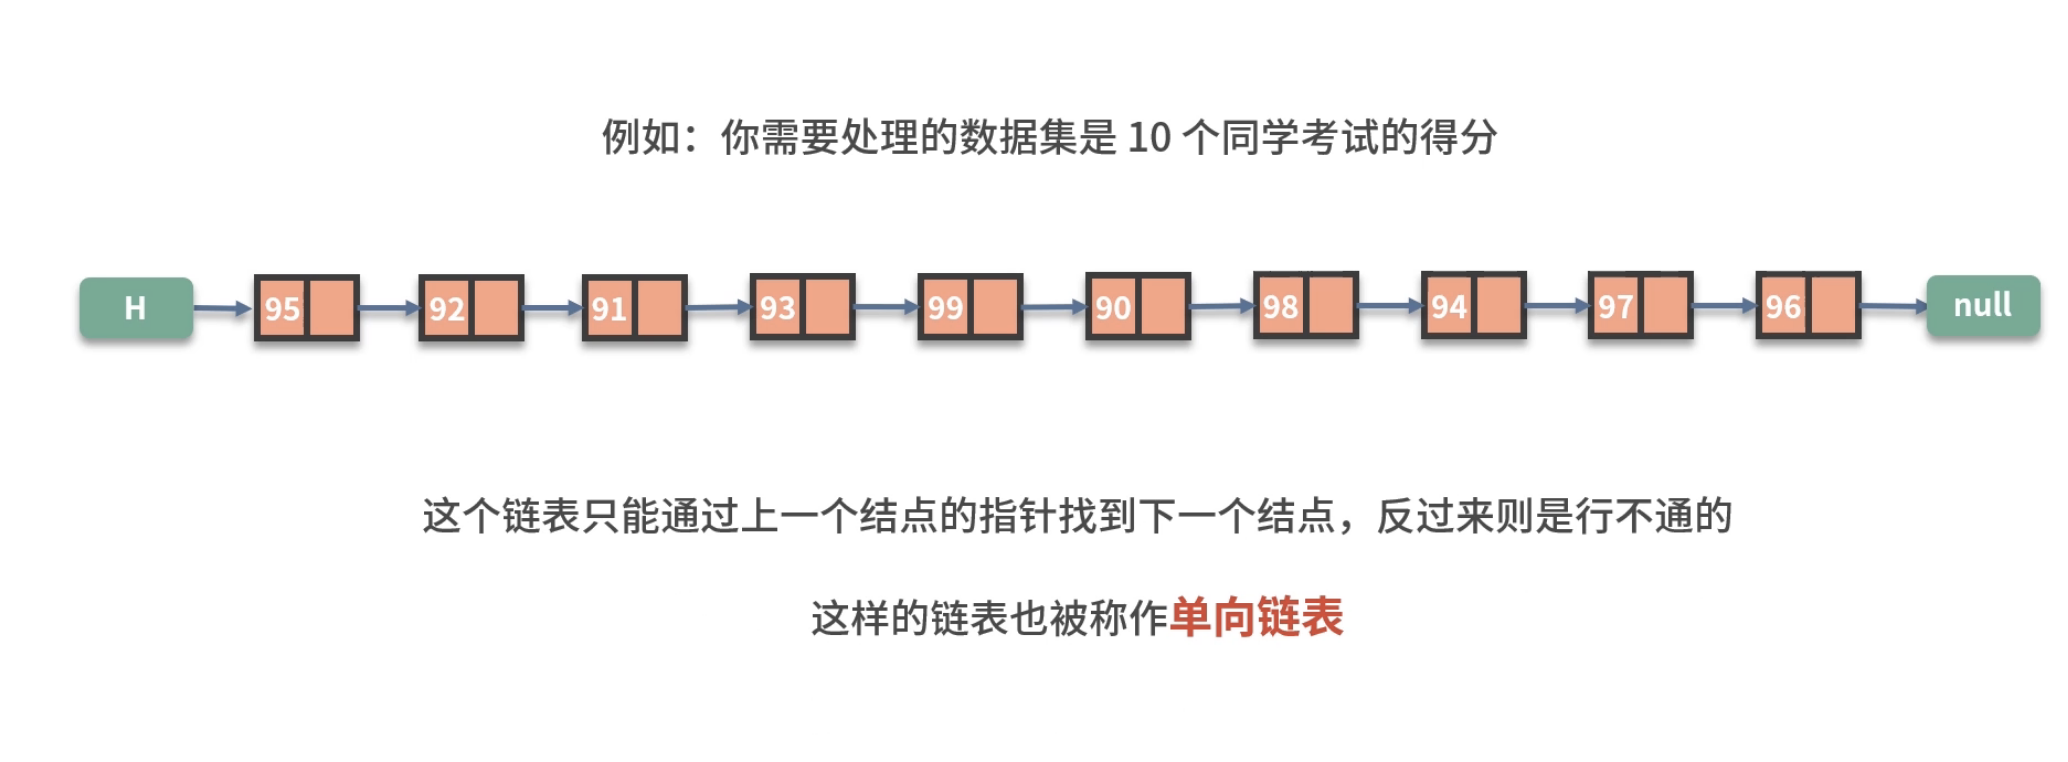 例如：你需要处理的数据集是 10 个同学考试的得分
H 95 92 91 93 99 90 98 94 97 96 null
这个链表只能通过上一个结点的指针找到下一个结点，反过来则是行不通的
这样的链表也被称作单向链表